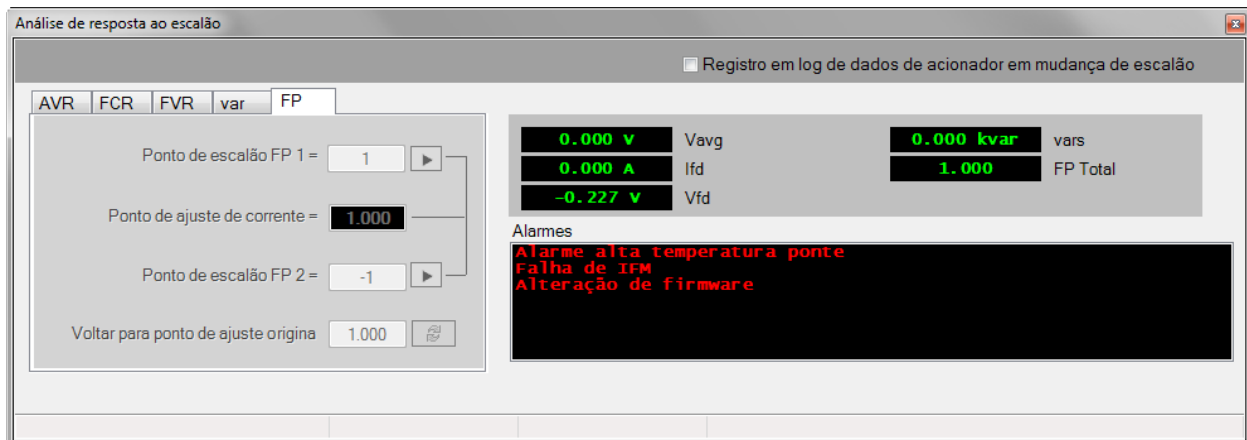 Análise de resposta ao escalão
Registro em log de dados de acionador em mudança de escalão
AVR FCR FVR var FP
Ponto de escalão FP 1 = 1
Ponto de ajuste de corrente = 1.000
Ponto de escalão FP 2 = -1
Voltar para ponto de ajuste origina 1.000
0.000 V Vavg 0.000 kvar vars
0.000 A Ifd 1.000 FP Total
-0.227 V Vfd
Alarmes
Alarme alta temperatura ponte
Falha de IFM
Alteração de firmware